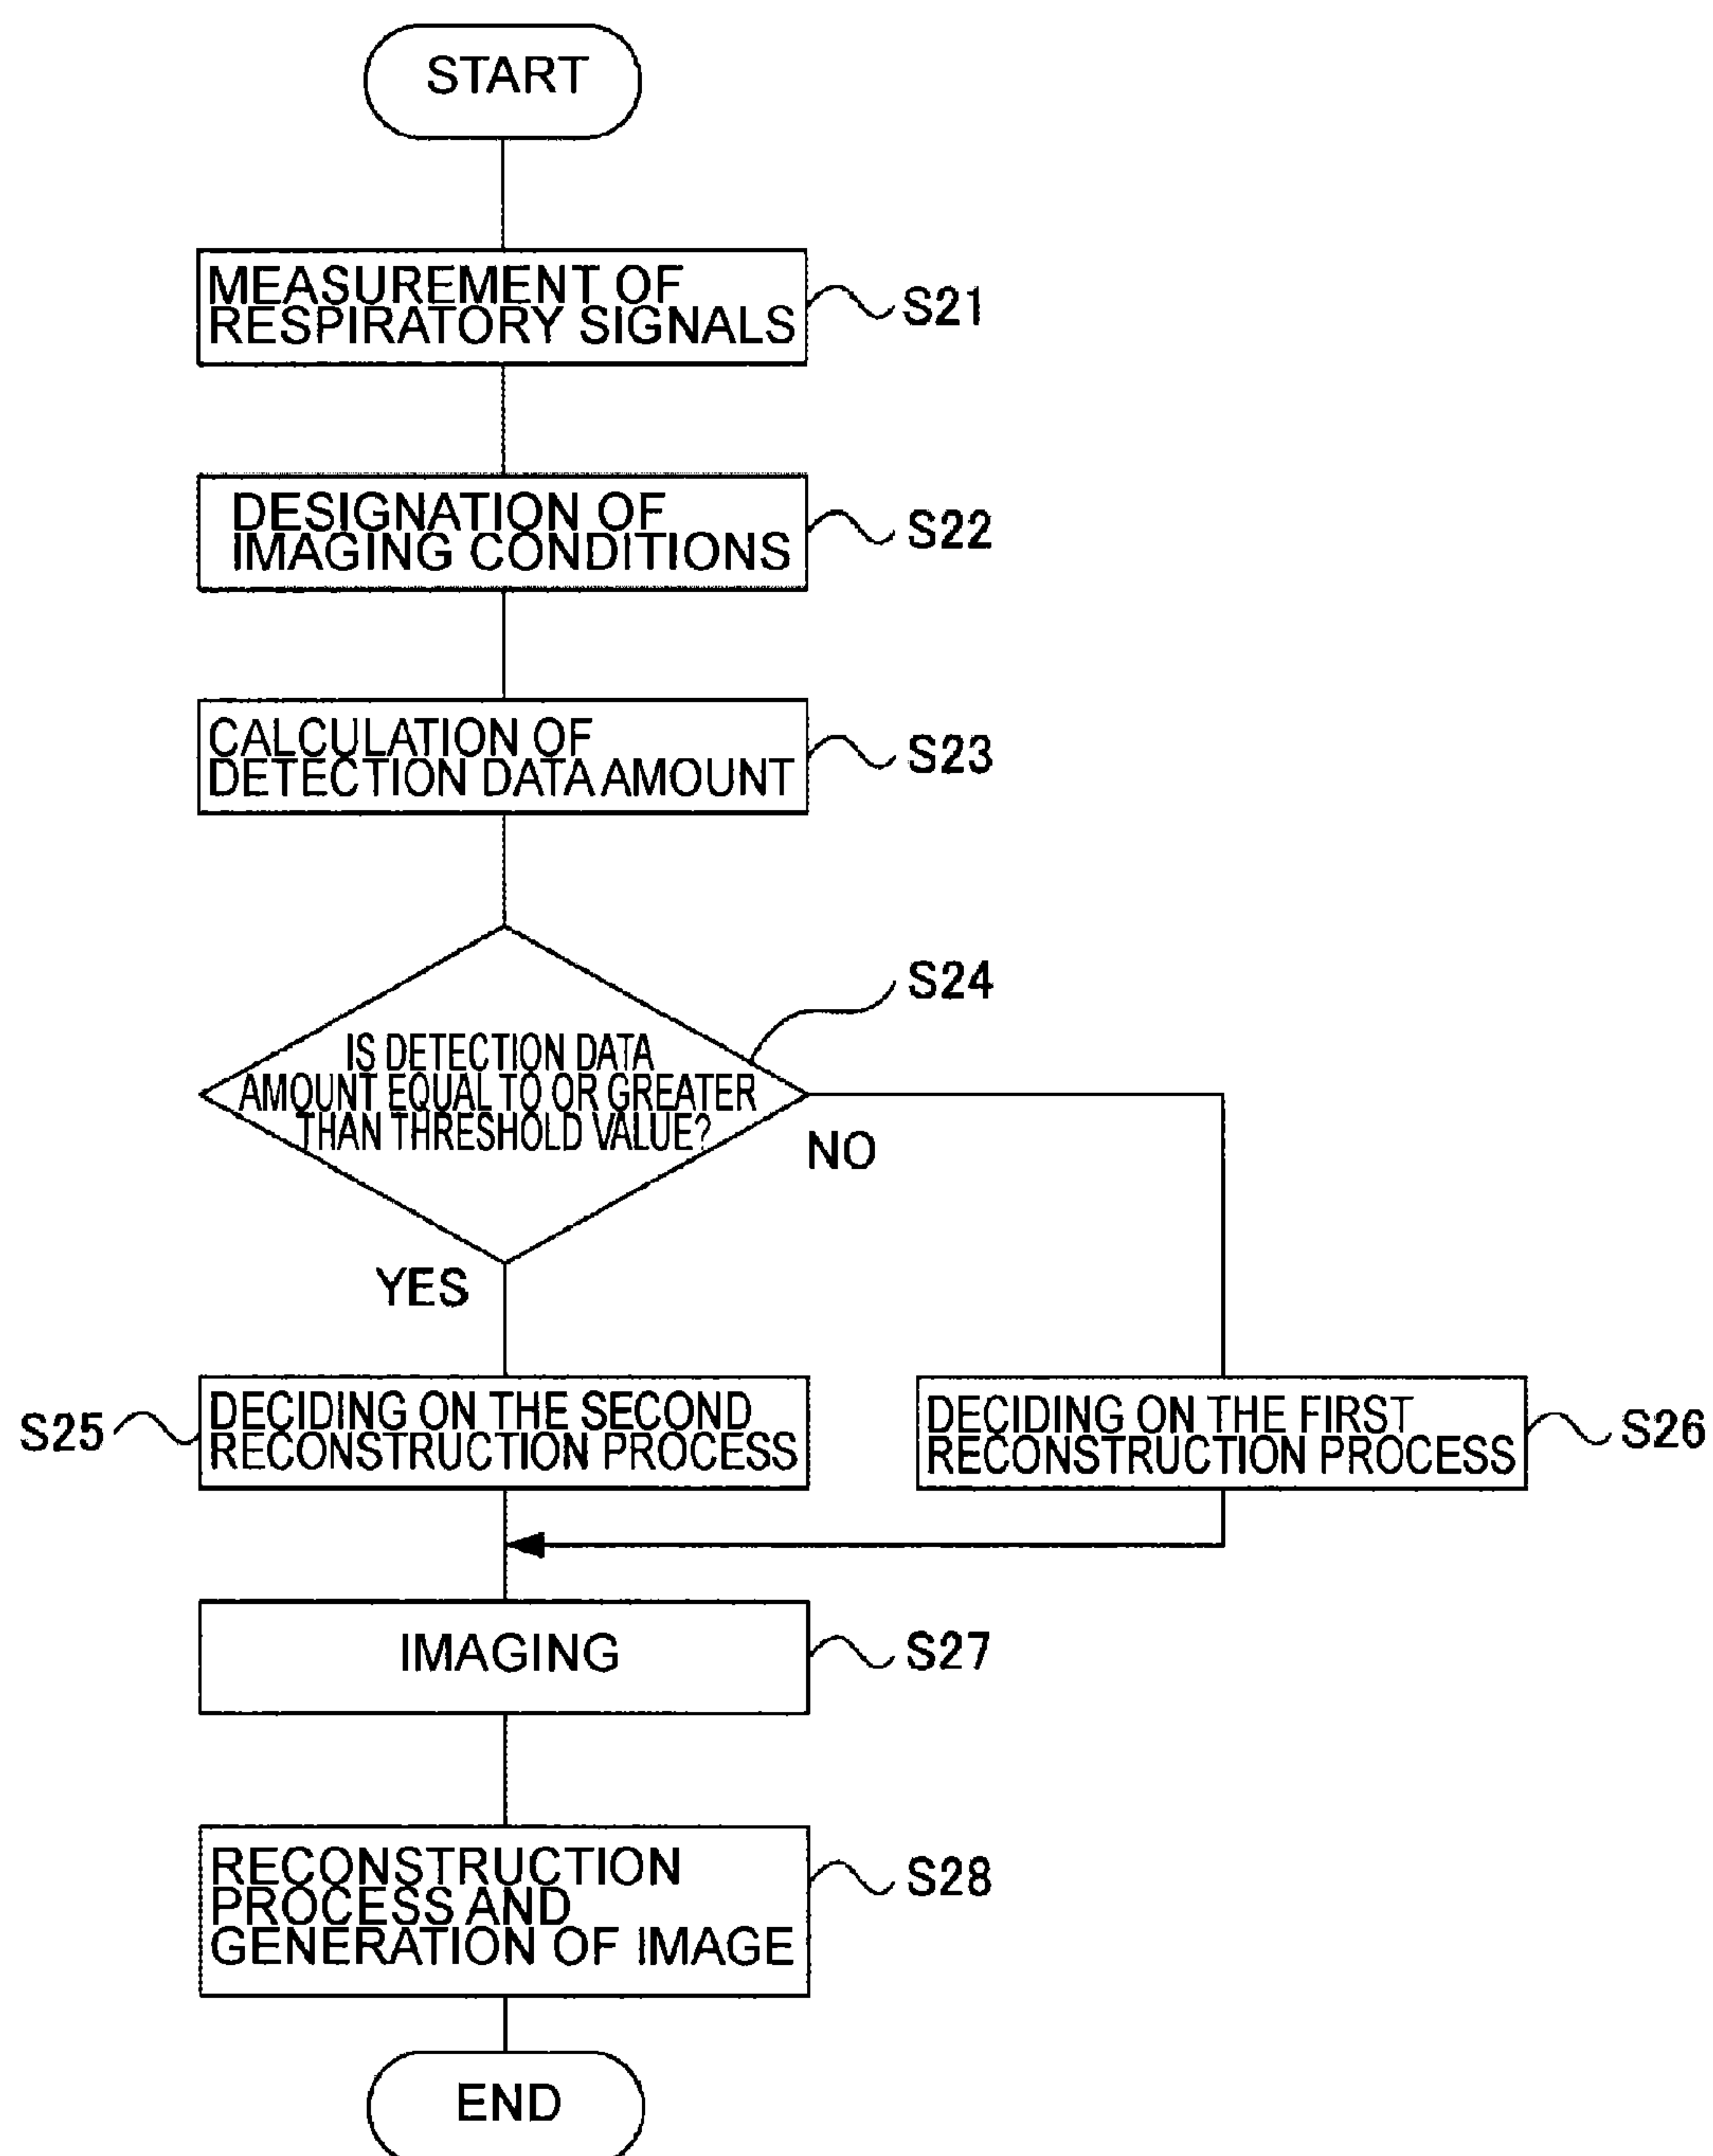 START
MEASUREMENT OF
RESPIRATORY SIGNALS
S21
DESIGNATION OF
IMAGING CONDITIONS
S22
CALCULATION OF
DETECTION DATA AMOUNT
S23
S24
IS DETECTION DATA
AMOUNT EQUAL TO OR GREATER
THAN THRESHOLD VALUE?
NO
YES
S25
DECIDING ON THE SECOND
RECONSTRUCTION PROCESS
DECIDING ON THE FIRST
RECONSTRUCTION PROCESS
S26
IMAGING
S27
RECONSTRUCTION
PROCESS AND
GENERATION OF IMAGE
S28
END